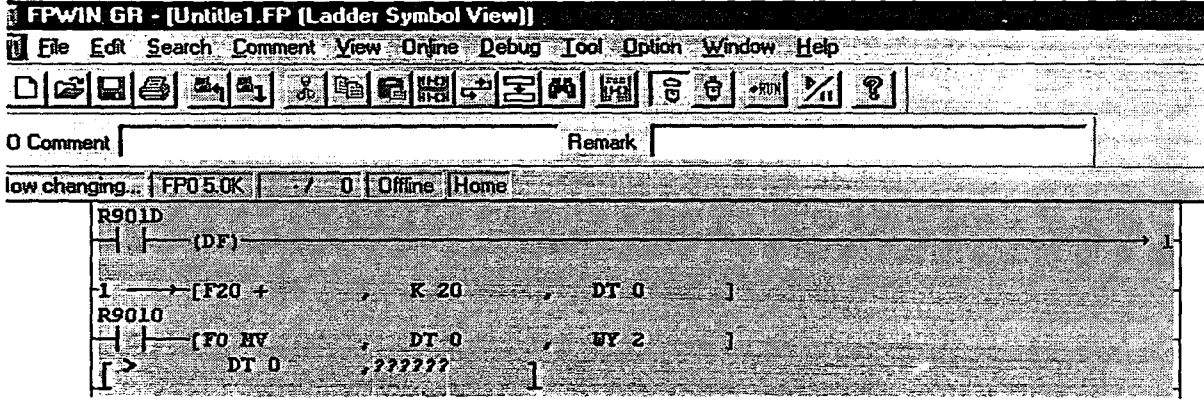 FPWIN GR - [Untitle1.FP [Ladder Symbol View]]
File Edit Search Comment View Online Debug Tool Option Window Help
RUN
O Comment Remark
low changing... FP0 5.0K - / 0 Offline Home
R901D
(DF) 1
1 [F20 + , K 20 , DT 0 ]
R9010
[F0 MV , DT 0 , WY 2 ]
[ > DT 0 ,?????? ]